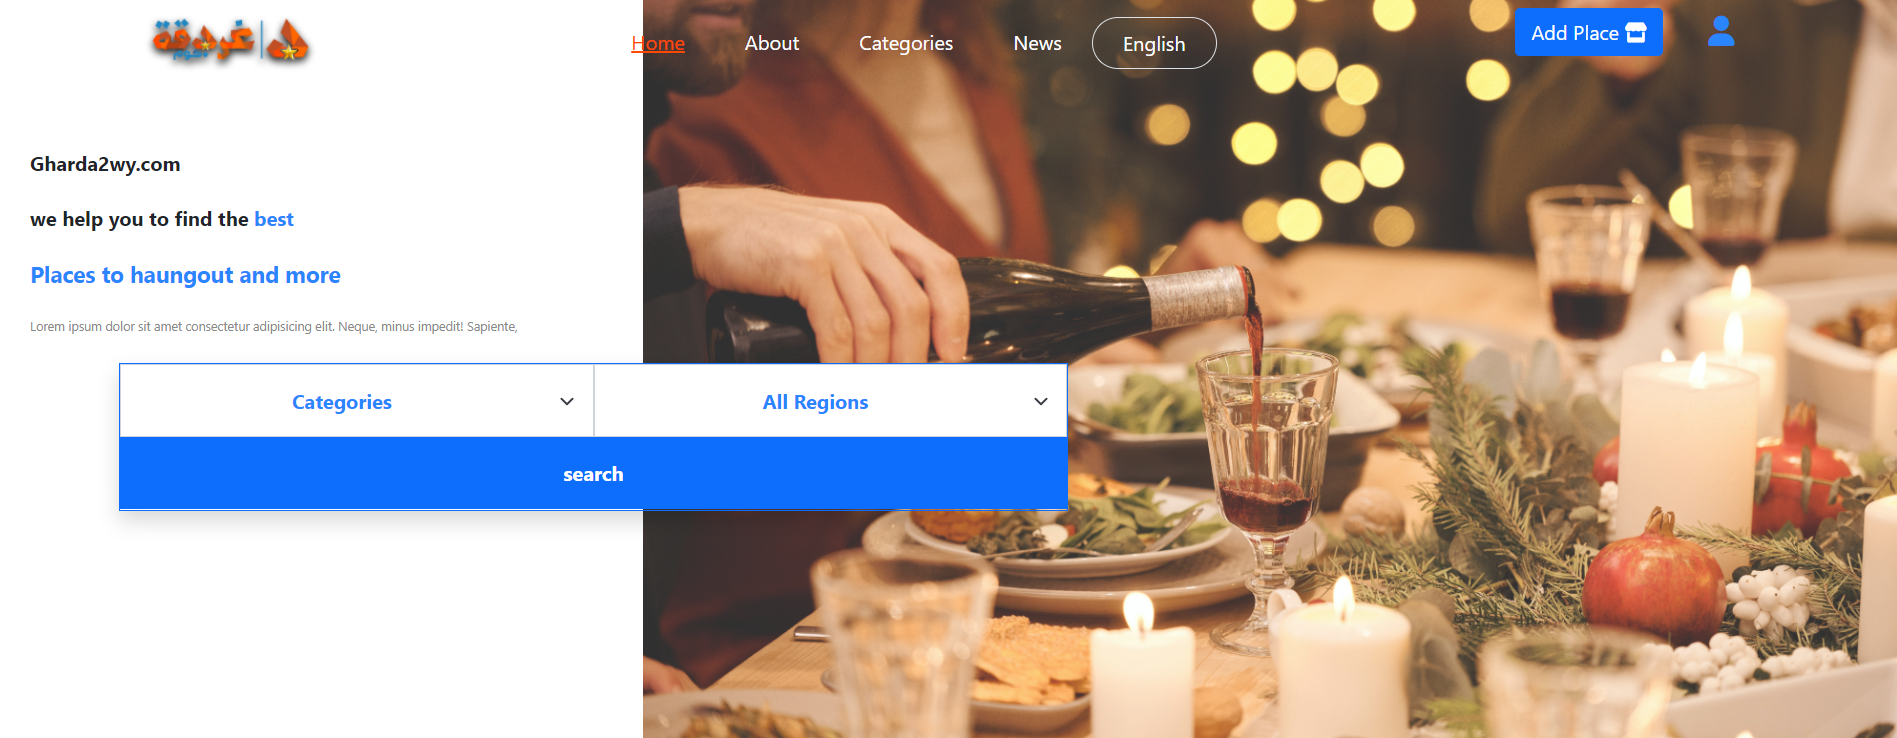 غردقة
Home
About
Categories
News
English
Add Place
Gharda2wy.com
we help you to find the best
Places to haungout and more
Lorem ipsum dolor sit amet consectetur adipisicing elit. Neque, minus impedit! Sapiente,
Categories
All Regions
search